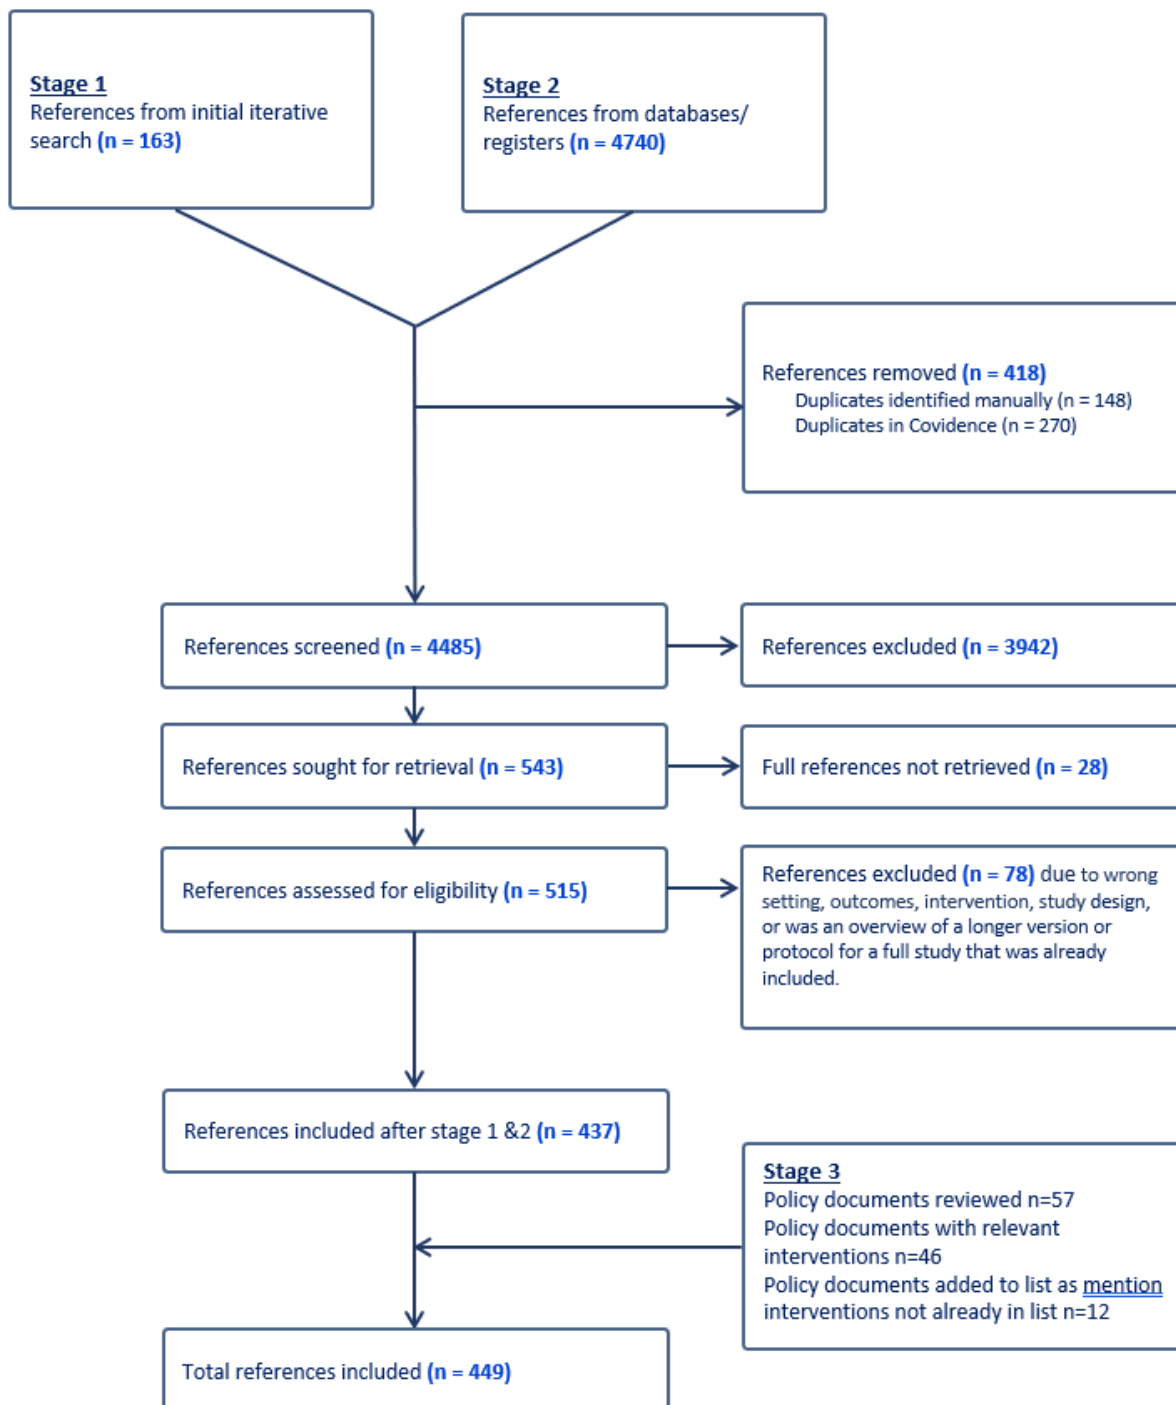 Stage 1
References from initial iterative
search (n = 163)
Stage 2
References from databases/
registers (n = 4740)
References removed (n = 418)
Duplicates identified manually (n = 148)
Duplicates in Covidence (n = 270)
References screened (n = 4485)
References excluded (n = 3942)
References sought for retrieval (n = 543)
Full references not retrieved (n = 28)
References assessed for eligibility (n = 515)
References excluded (n = 78) due to wrong
setting, outcomes, intervention, study design,
or was an overview of a longer version or
protocol for a full study that was already
included.
References included after stage 1 &2 (n = 437)
Stage 3
Policy documents reviewed n=57
Policy documents with relevant
interventions n=46
Policy documents added to list as mention
interventions not already in list n=12
Total references included (n = 449)